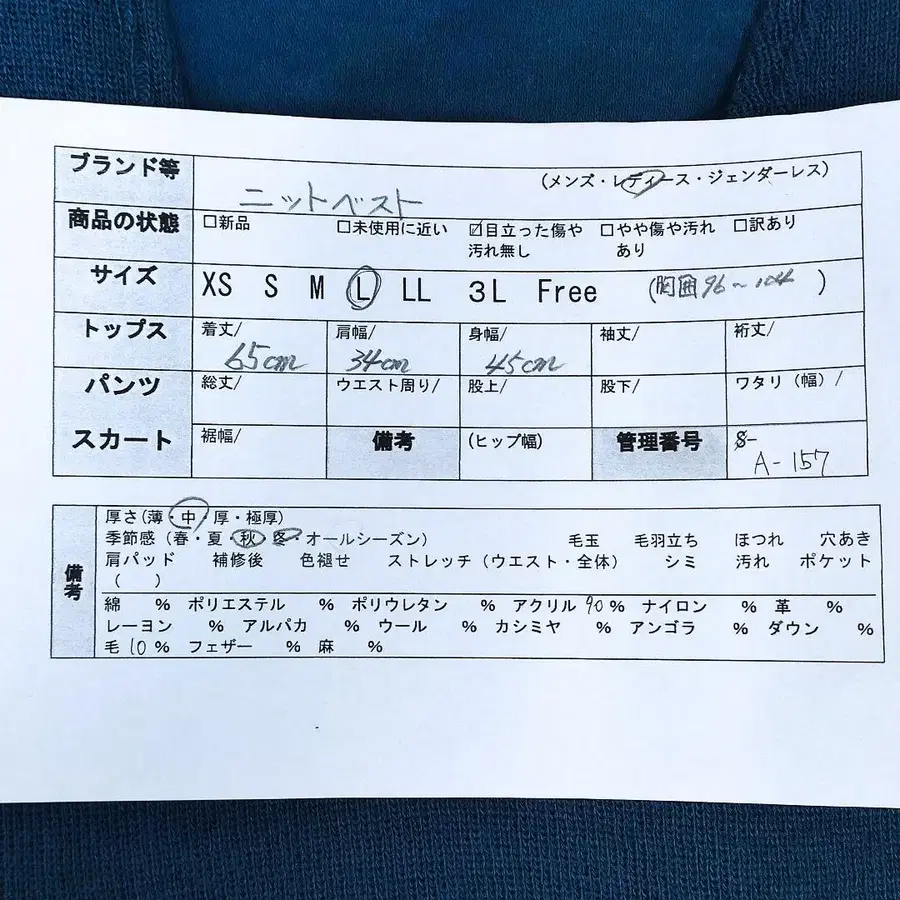 ブランド等
(メンズ・レディース・ジェンダーレス)
ニットベスト
商品の状態 □新品 □未使用に近い ☑目立った傷や汚れ無し □やや傷や汚れあり □訳あり
サイズ XS S M L LL 3L Free (胸囲96～104)
トップス 着丈/ 65cm 肩幅/ 34cm 身幅/ 45cm 袖丈/ 裄丈/
パンツ 総丈/ ウエスト周り/ 股上/ 股下/ ワタリ（幅）/
スカート 裾幅/ 備考 (ヒップ幅) 管理番号 A-157
備考
厚さ(薄・中・厚・極厚)
季節感（春・夏・秋・冬・オールシーズン） 毛玉 毛羽立ち ほつれ 穴あき
肩パッド 補修後 色褪せ ストレッチ（ウエスト・全体） シミ 汚れ ポケット
（ ）
綿 % ポリエステル % ポリウレタン % アクリル 90% ナイロン % 革 %
レーヨン % アルパカ % ウール % カシミヤ % アンゴラ % ダウン %
毛 10% フェザー % 麻 %